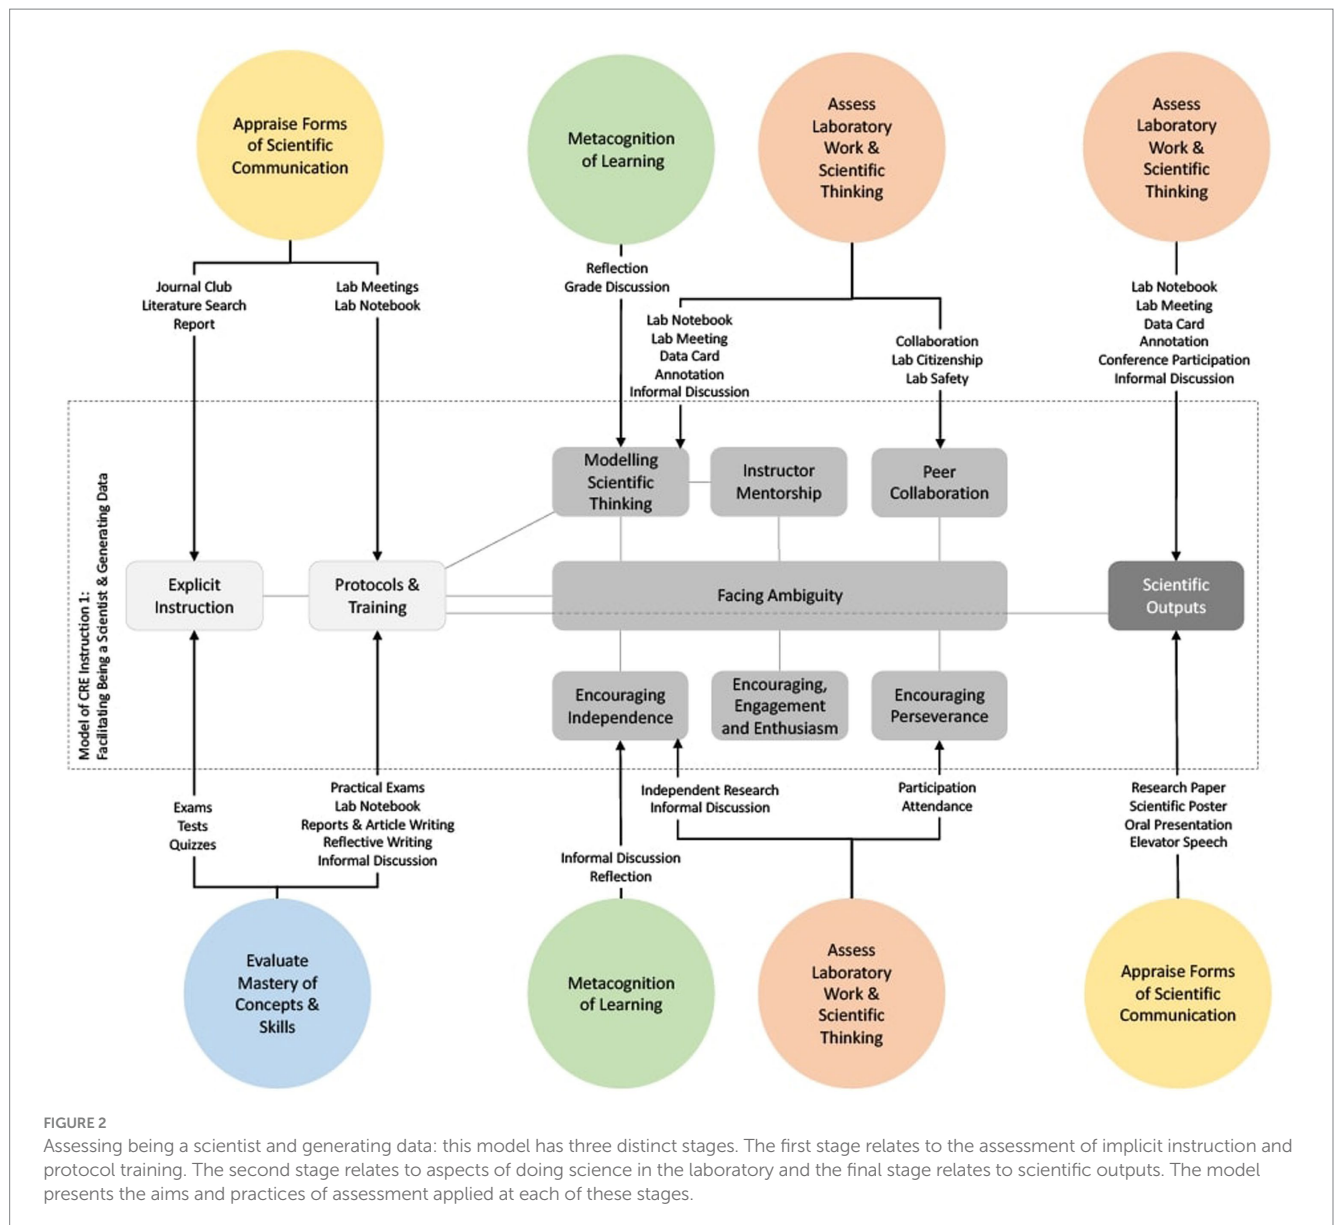 Appraise Forms
of Scientific
Communication
Metacognition
of Learning
Assess
Laboratory
Work &
Scientific
Thinking
Assess
Laboratory
Work &
Scientific
Thinking
Journal Club
Literature Search
Report
Lab Meetings
Lab Notebook
Reflection
Grade Discussion
Lab Notebook
Lab Meeting
Data Card
Annotation
Informal Discussion
Collaboration
Lab Citizenship
Lab Safety
Lab Notebook
Lab Meeting
Data Card
Annotation
Conference Participation
Informal Discussion
Model of CRE Instruction 1:
Facilitating Being a Scientist & Generating Data
Modelling
Scientific
Thinking
Instructor
Mentorship
Peer
Collaboration
Explicit
Instruction
Protocols &
Training
Facing Ambiguity
Scientific
Outputs
Encouraging
Independence
Encouraging,
Engagement
and Enthusiasm
Encouraging
Perseverance
Exams
Tests
Quizzes
Practical Exams
Lab Notebook
Reports & Article Writing
Reflective Writing
Informal Discussion
Informal Discussion
Reflection
Independent Research
Informal Discussion
Participation
Attendance
Research Paper
Scientific Poster
Oral Presentation
Elevator Speech
Evaluate
Mastery of
Concepts &
Skills
Metacognition
of Learning
Assess
Laboratory
Work &
Scientific
Thinking
Appraise Forms
of Scientific
Communication
FIGURE 2
Assessing being a scientist and generating data: this model has three distinct stages. The first stage relates to the assessment of implicit instruction and
protocol training. The second stage relates to aspects of doing science in the laboratory and the final stage relates to scientific outputs. The model
presents the aims and practices of assessment applied at each of these stages.